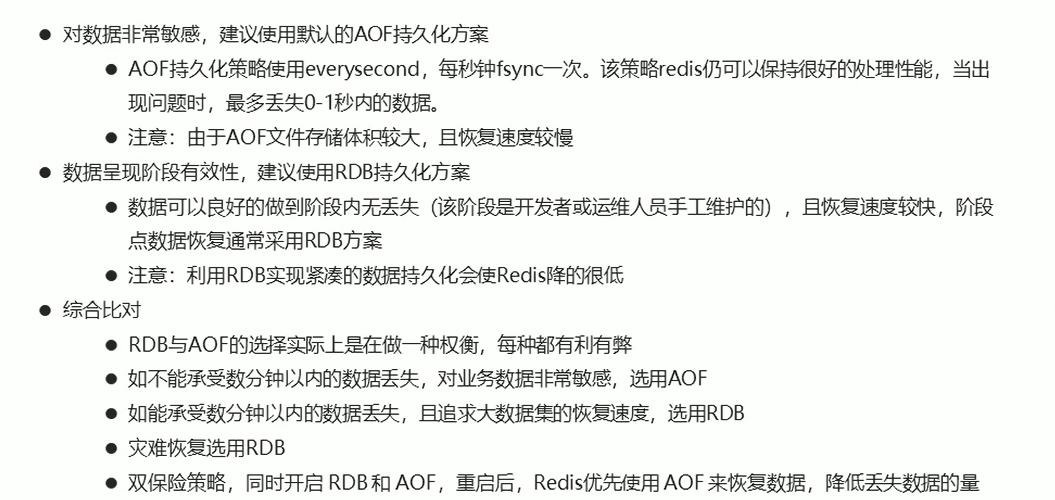 ● 对数据非常敏感，建议使用默认的AOF持久化方案
● AOF持久化策略使用everysecond，每秒钟fsync一次。该策略redis仍可以保持很好的处理性能，当出
现问题时，最多丢失0-1秒内的数据。
● 注意：由于AOF文件存储体积较大，且恢复速度较慢
● 数据呈现阶段有效性，建议使用RDB持久化方案
● 数据可以良好的做到阶段内无丢失（该阶段是开发者或运维人员手工维护的），且恢复速度较快，阶段
点数据恢复通常采用RDB方案
● 注意：利用RDB实现紧凑的数据持久化会使Redis降的很低
● 综合比对
● RDB与AOF的选择实际上是在做一种权衡，每种都有利有弊
● 如不能承受数分钟以内的数据丢失，对业务数据非常敏感，选用AOF
● 如能承受数分钟以内的数据丢失，且追求大数据集的恢复速度，选用RDB
● 灾难恢复选用RDB
● 双保险策略，同时开启 RDB 和 AOF，重启后，Redis优先使用 AOF 来恢复数据，降低丢失数据的量